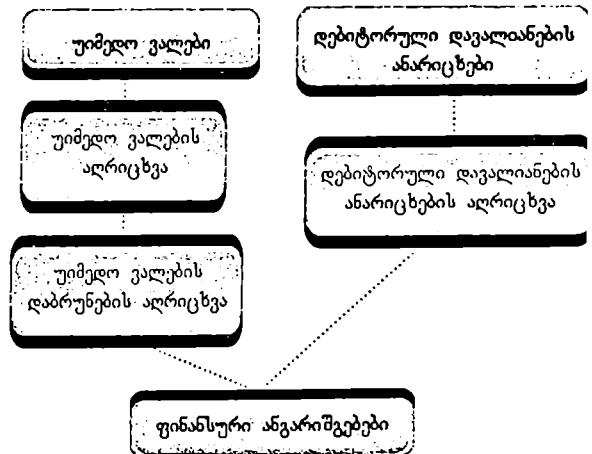 უიმედო ვალები
დებიტორული დავალიანების
ანარიცხები
უიმედო ვალების
აღრიცხვა
დებიტორული დავალიანების
ანარიცხების აღრიცხვა
უიმედო ვალების
დაბრუნების აღრიცხვა
ფინანსური ანგარიშგებები